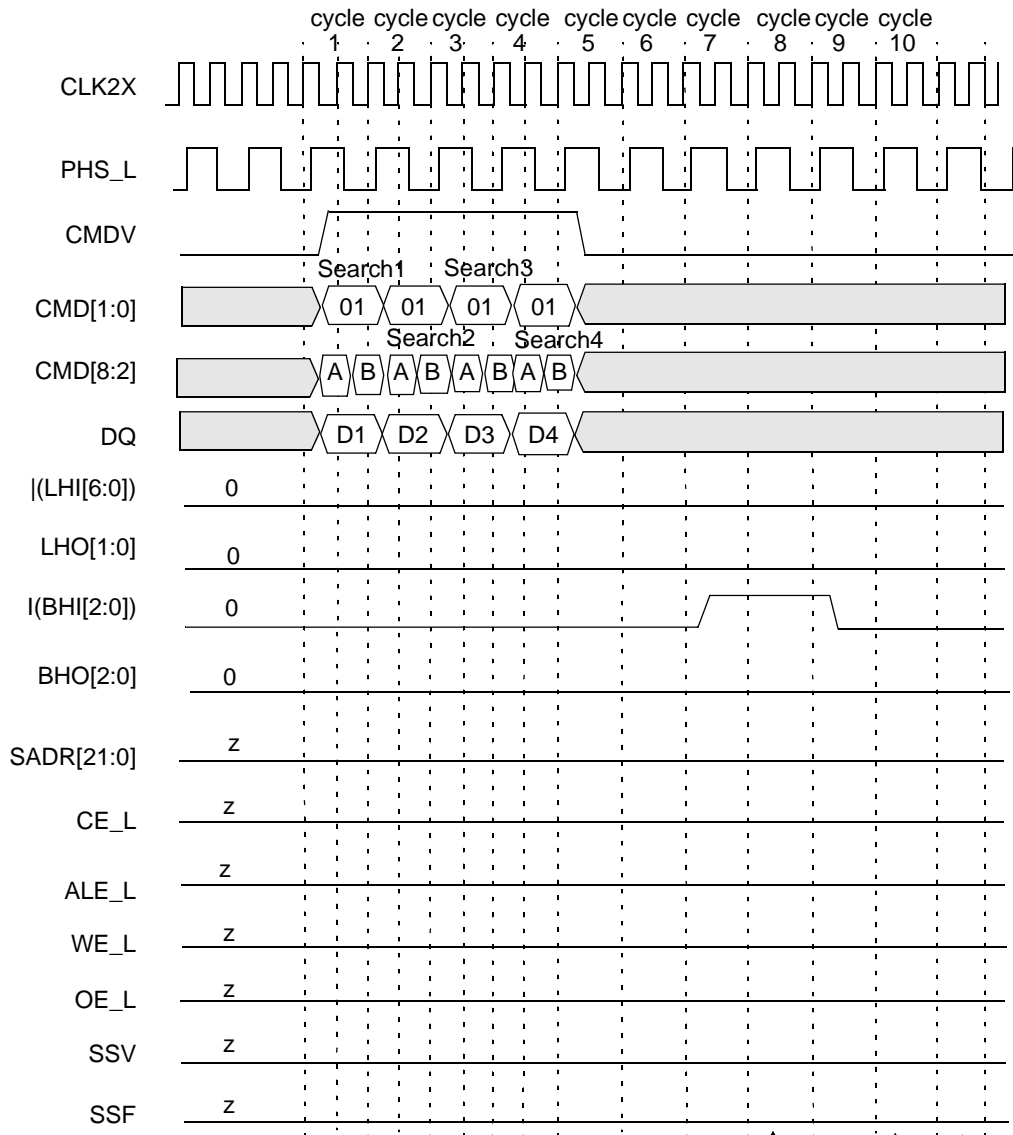 cycle cycle cycle cycle cycle cycle cycle cycle cycle cycle
1 2 3 4 5 6 7 8 9 10
CLK2X
PHS_L
CMDV
Search1 Search3
CMD[1:0] 01 01 01 01
Search2 Search4
CMD[8:2] A B A B A B A B
DQ D1 D2 D3 D4
|(LHI[6:0]) 0
LHO[1:0] 0
I(BHI[2:0]) 0
BHO[2:0] 0
SADR[21:0] z
CE_L z
ALE_L z
WE_L z
OE_L z
SSV z
SSF z